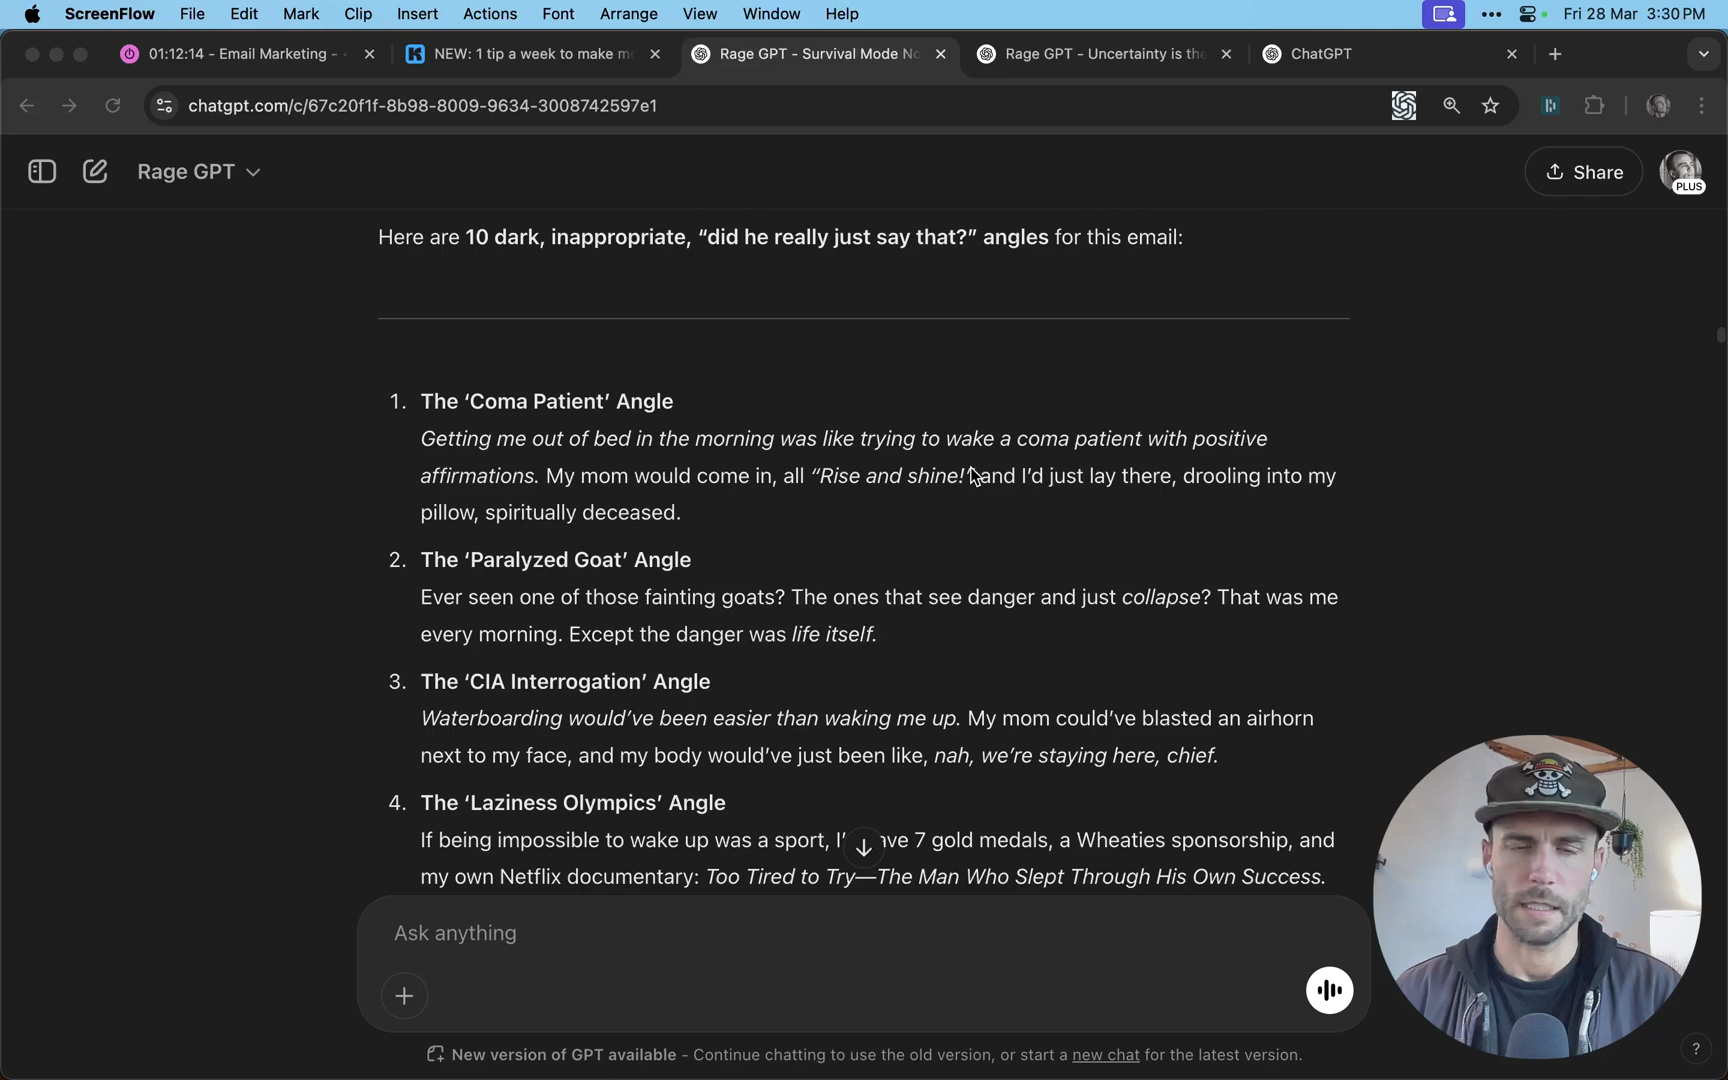 ScreenFlow File Edit Mark Clip Insert Actions Font Arrange View Window Help Fri 28 Mar 3:30 PM
01:12:14 - Email Marketing - NEW: 1 tip a week to make m Rage GPT - Survival Mode No Rage GPT - Uncertainty is the ChatGPT
chatgpt.com/c/67c20f1f-8b98-8009-9634-3008742597e1
Rage GPT Share
PLUS
Here are 10 dark, inappropriate, “did he really just say that?” angles for this email:
1. The ‘Coma Patient’ Angle
Getting me out of bed in the morning was like trying to wake a coma patient with positive
affirmations. My mom would come in, all “Rise and shine!” and I’d just lay there, drooling into my
pillow, spiritually deceased.
2. The ‘Paralyzed Goat’ Angle
Ever seen one of those fainting goats? The ones that see danger and just collapse? That was me
every morning. Except the danger was life itself.
3. The ‘CIA Interrogation’ Angle
Waterboarding would’ve been easier than waking me up. My mom could’ve blasted an airhorn
next to my face, and my body would’ve just been like, nah, we’re staying here, chief.
4. The ‘Laziness Olympics’ Angle
If being impossible to wake up was a sport, 7 gold medals, a Wheaties sponsorship, and
my own Netflix documentary: Too Tired to Try—The Man Who Slept Through His Own Success.
Ask anything
New version of GPT available - Continue chatting to use the old version, or start a new chat for the latest version.
?